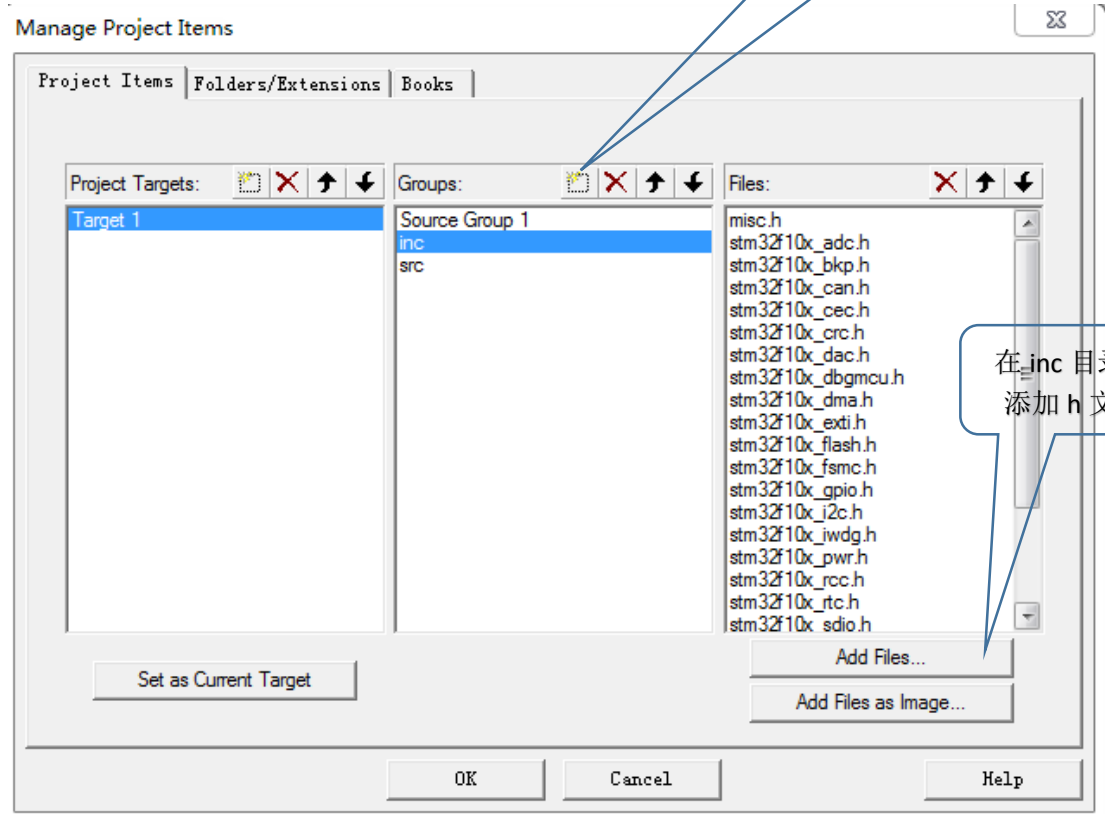 Manage Project Items
Project Items Folders/Extensions Books
Project Targets: Groups: Files:
Target 1
Source Group 1
inc
src
misc.h
stm32f10x_adc.h
stm32f10x_bkp.h
stm32f10x_can.h
stm32f10x_cec.h
stm32f10x_crc.h
stm32f10x_dac.h
stm32f10x_dbgmcu.h
stm32f10x_dma.h
stm32f10x_exti.h
stm32f10x_flash.h
stm32f10x_fsmc.h
stm32f10x_gpio.h
stm32f10x_i2c.h
stm32f10x_iwdg.h
stm32f10x_pwr.h
stm32f10x_rcc.h
stm32f10x_rtc.h
stm32f10x_sdio.h
在 inc 目
添加 h 文
Set as Current Target
Add Files...
Add Files as Image...
OK Cancel Help